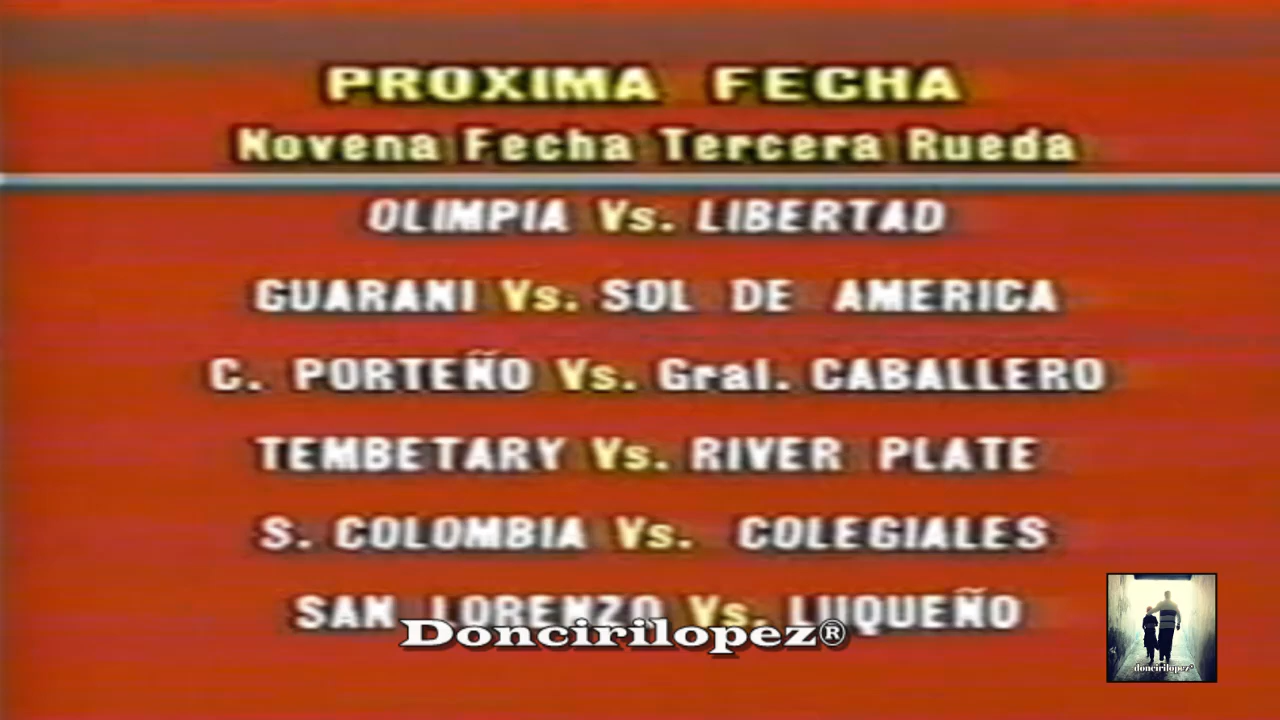 PROXIMA FECHA
Novena Fecha Tercera Rueda
OLIMPIA Vs. LIBERTAD
GUARANI Vs. SOL DE AMERICA
C. PORTEÑO Vs. Gral. CABALLERO
TEMBETARY Vs. RIVER PLATE
S. COLOMBIA Vs. COLEGIALES
SAN LORENZO Vs. LUQUEÑO
Doncirilopez®
doncirilopez®